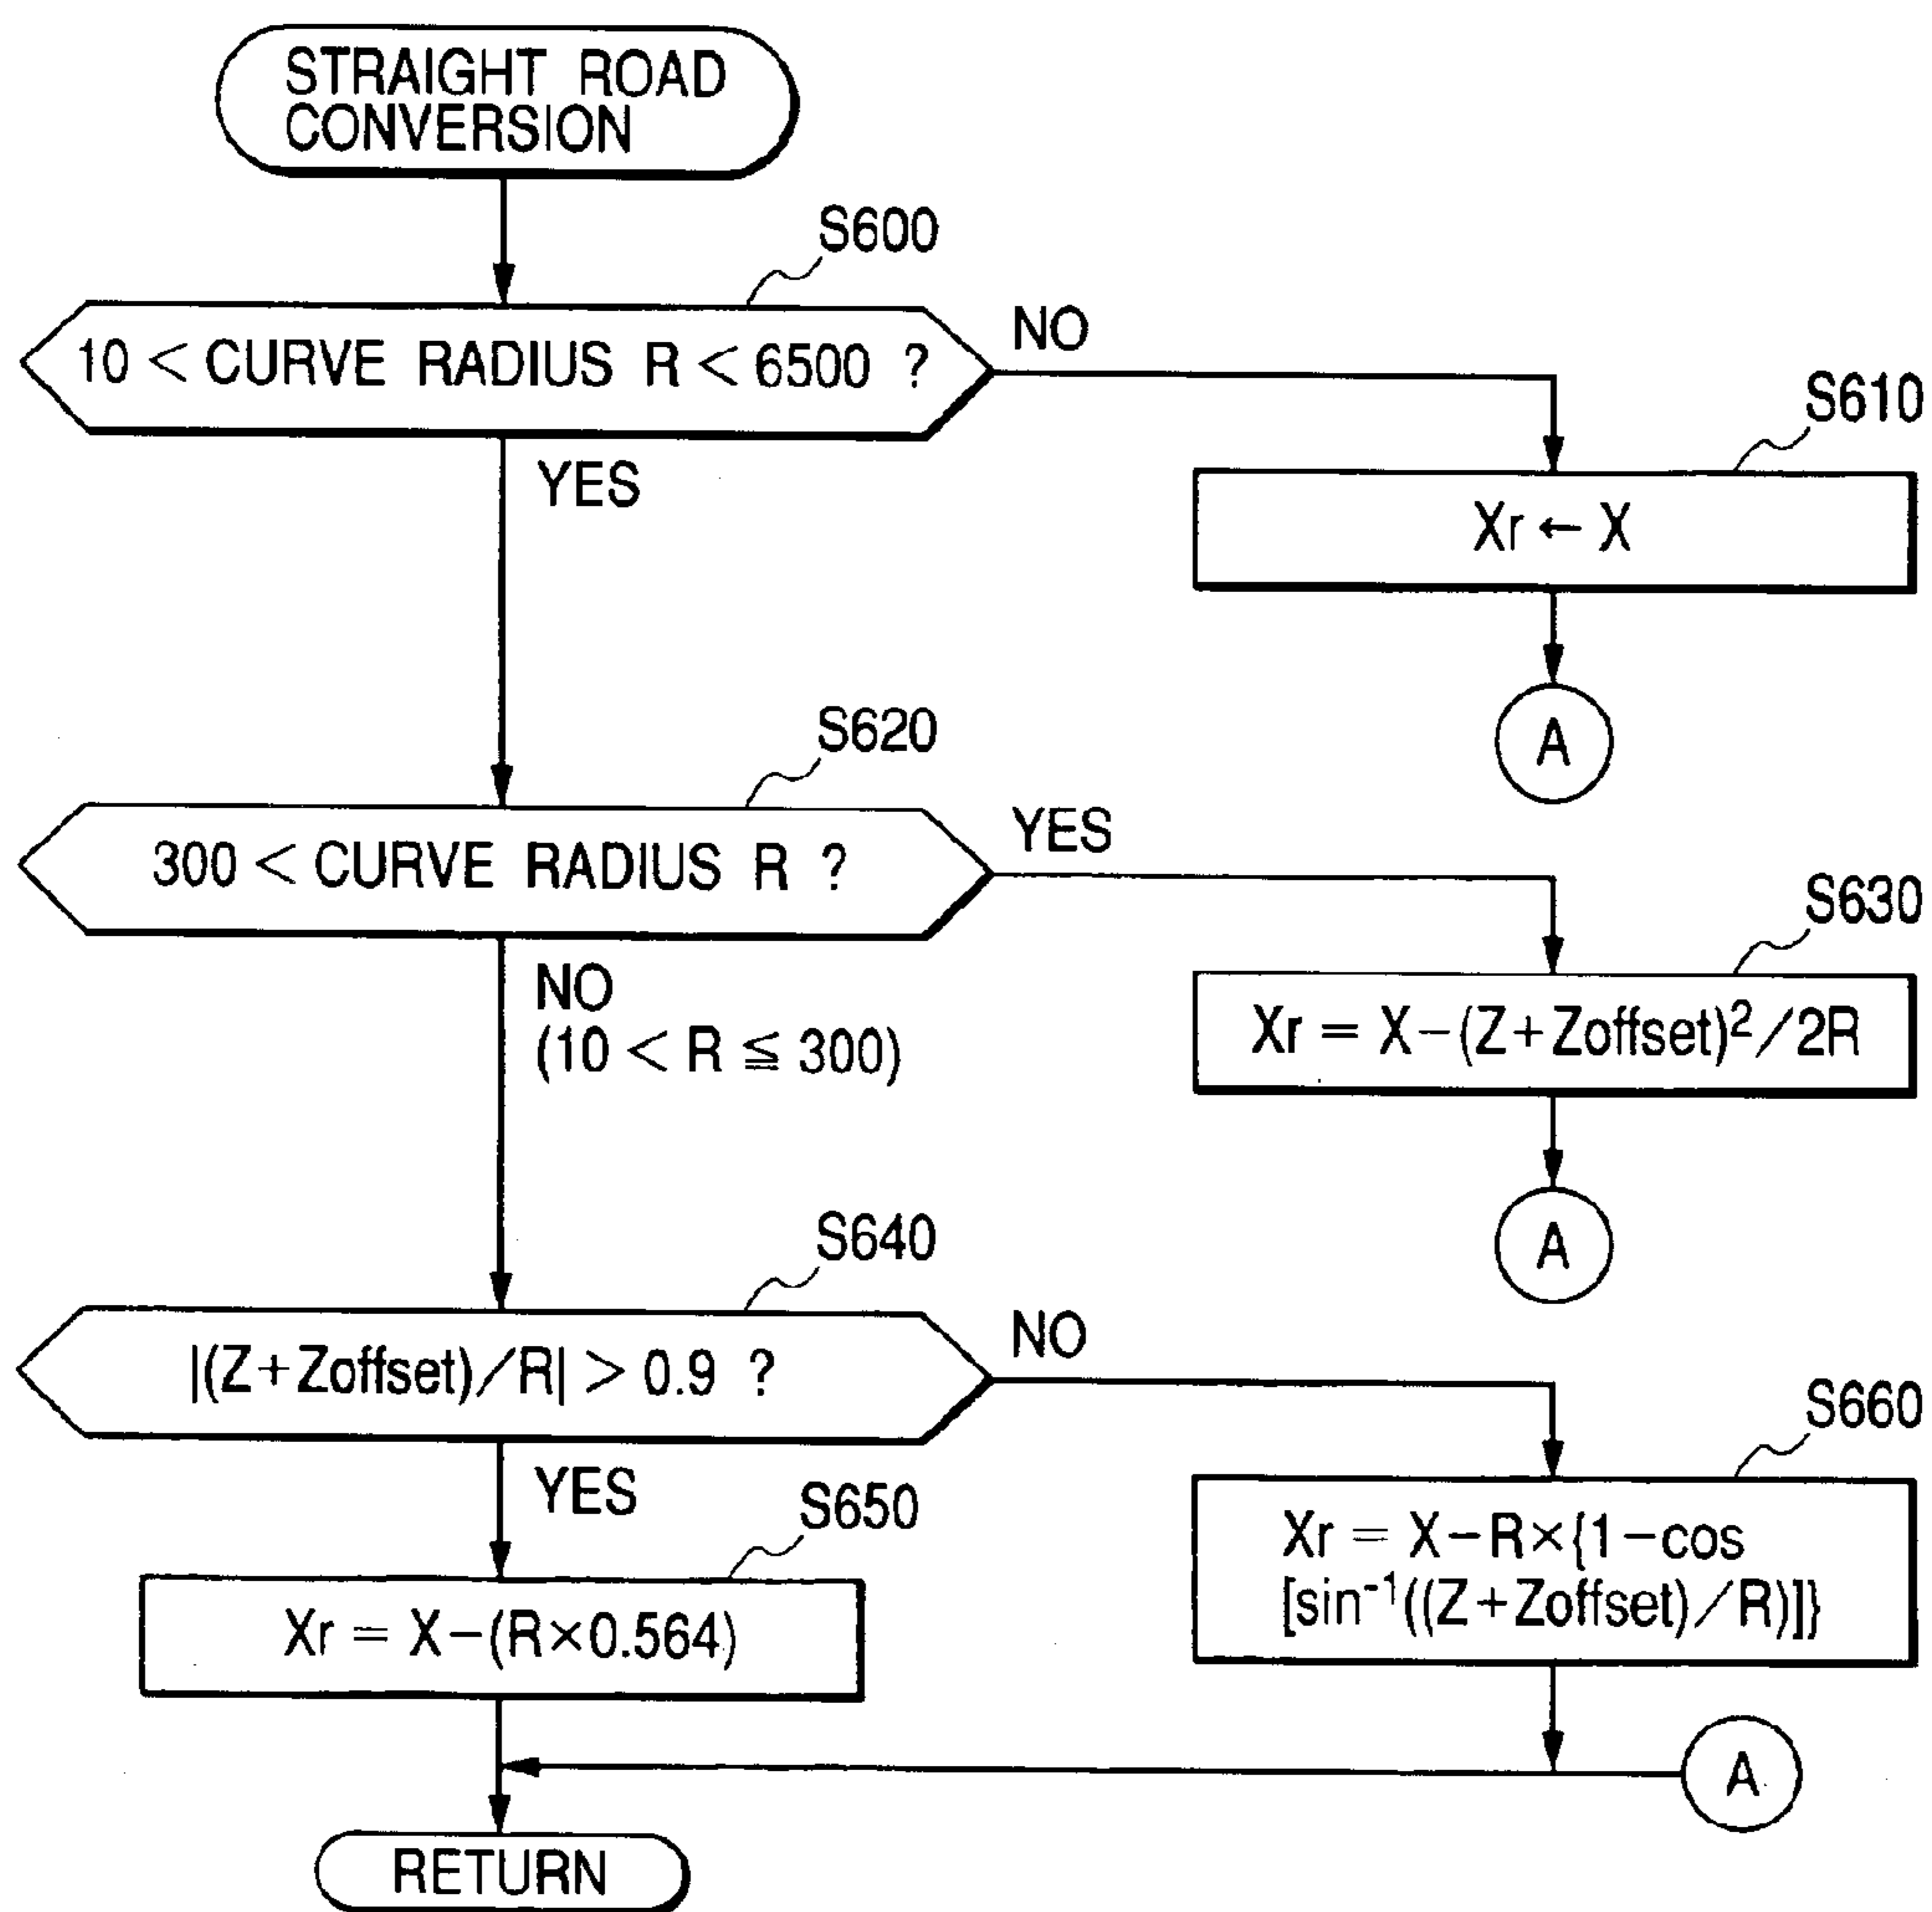 STRAIGHT ROAD
CONVERSION
S600
10 < CURVE RADIUS R < 6500 ?
NO
YES
S610
Xr ← X
A
S620
300 < CURVE RADIUS R ?
YES
NO
(10 < R ≦ 300)
S630
Xr = X−(Z+Zoffset)²/2R
A
S640
|(Z+Zoffset)/R| > 0.9 ?
NO
YES
S650
Xr = X−(R×0.564)
S660
Xr = X−R×{1−cos
[sin⁻¹((Z+Zoffset)/R)]}
A
RETURN